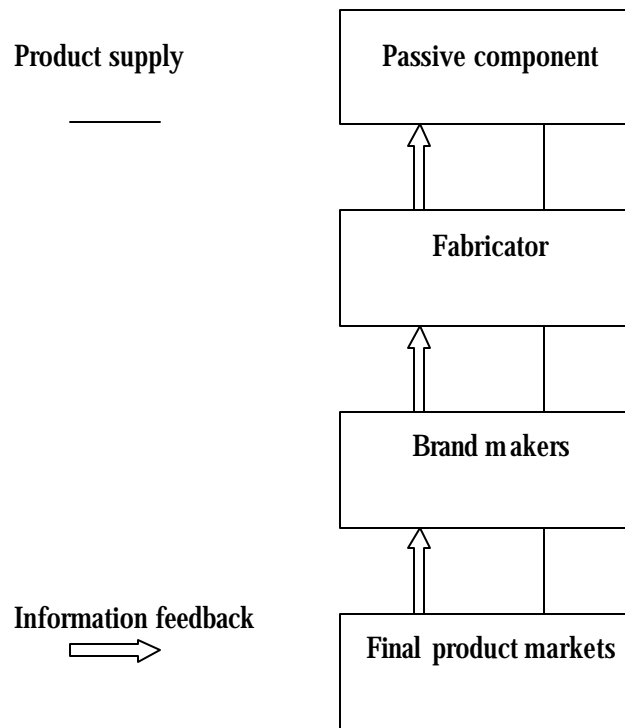 Product supply
Passive component
Fabricator
Brand makers
Information feedback
Final product markets